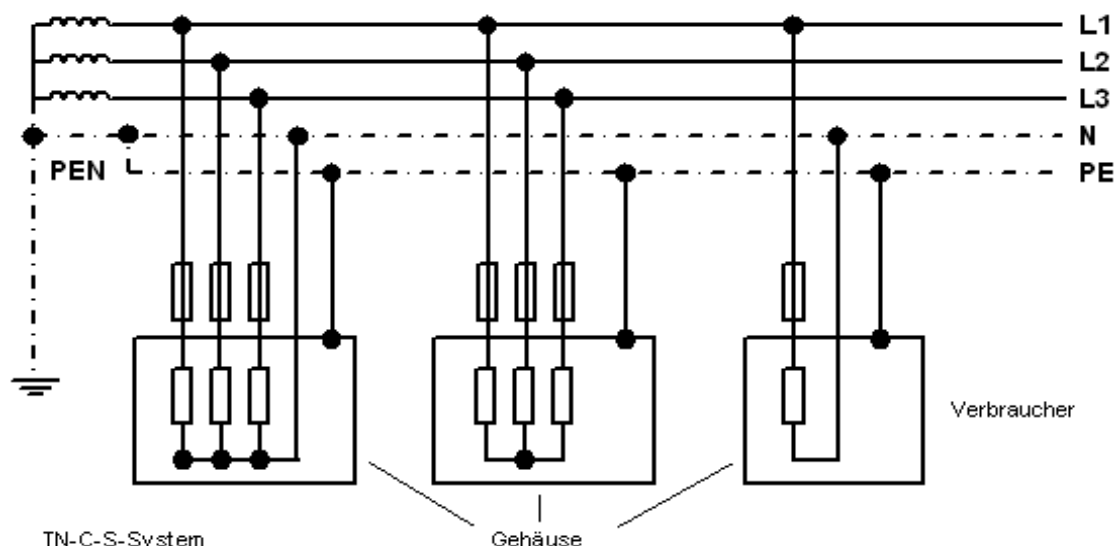 L1
L2
L3
N
PEN
PE
Verbraucher
TN-C-S-System
Gehäuse